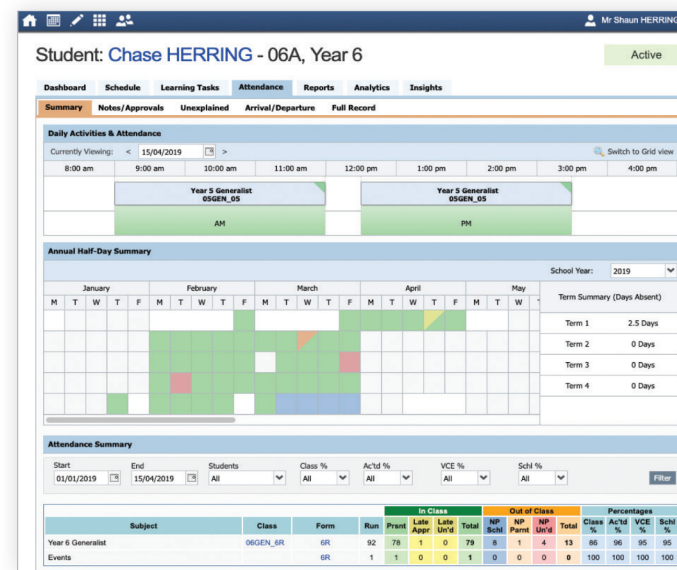 Mr Shaun HERRING
Student: Chase HERRING - 06A, Year 6
Active
Dashboard Schedule Learning Tasks Attendance Reports Analytics Insights
Summary Notes/Approvals Unexplained Arrival/Departure Full Record
Daily Activities & Attendance
Currently Viewing: < 15/04/2019 > Switch to Grid view
8:00 am 9:00 am 10:00 am 11:00 am 12:00 pm 1:00 pm 2:00 pm 3:00 pm 4:00 pm
Year 5 Generalist Year 5 Generalist
05GEN_05 05GEN_05
AM PM
Annual Half-Day Summary
School Year: 2019
January February March April May
M T W T F M T W T F M T W T F M T W T F M T W
Term Summary (Days Absent)
Term 1 2.5 Days
Term 2 0 Days
Term 3 0 Days
Term 4 0 Days
Attendance Summary
Start End Students Class % Ac'td % VCE % Schl %
01/01/2019 15/04/2019 All All All All All Filter
In Class Out of Class Percentages
Subject Class Form Run Prsnt Late Appr Late Un'd Total NP Schl NP Parnt NP Un'd Total Class % Ac'td % VCE % Schl %
Year 6 Generalist 06GEN_6R 6R 92 78 1 0 79 8 1 4 13 86 96 95 95
Events 6R 1 1 0 0 1 0 0 0 0 100 100 100 100